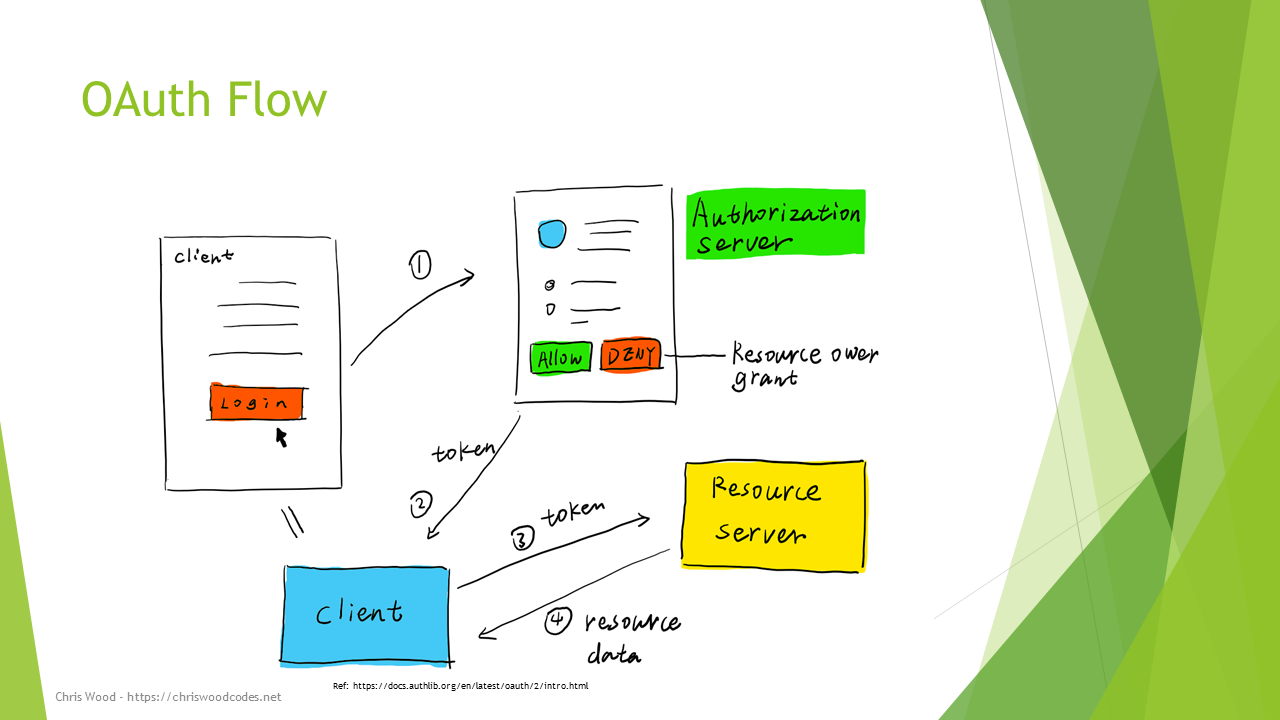 OAuth Flow
client
Login
①
Authorization
server
Allow
DENY
Resource ower
grant
token
②
③ token
Resource
server
④ resource
data
Client
Ref: https://docs.authlib.org/en/latest/oauth/2/intro.html
Chris Wood - https://chriswoodcodes.net